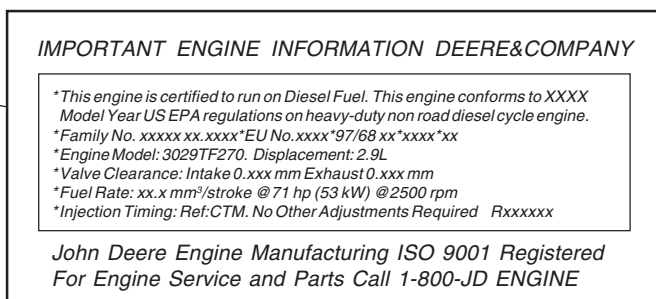 IMPORTANT ENGINE INFORMATION DEERE&COMPANY
*This engine is certified to run on Diesel Fuel. This engine conforms to XXXX
Model Year US EPA regulations on heavy-duty non road diesel cycle engine.
*Family No. xxxxx xx.xxxx*EU No.xxxx*97/68 xx*xxxx*xx
*Engine Model: 3029TF270. Displacement: 2.9L
*Valve Clearance: Intake 0.xxx mm Exhaust 0.xxx mm
*Fuel Rate: xx.x mm³/stroke @ 71 hp (53 kW) @2500 rpm
*Injection Timing: Ref:CTM. No Other Adjustments Required Rxxxxxx
John Deere Engine Manufacturing ISO 9001 Registered
For Engine Service and Parts Call 1-800-JD ENGINE